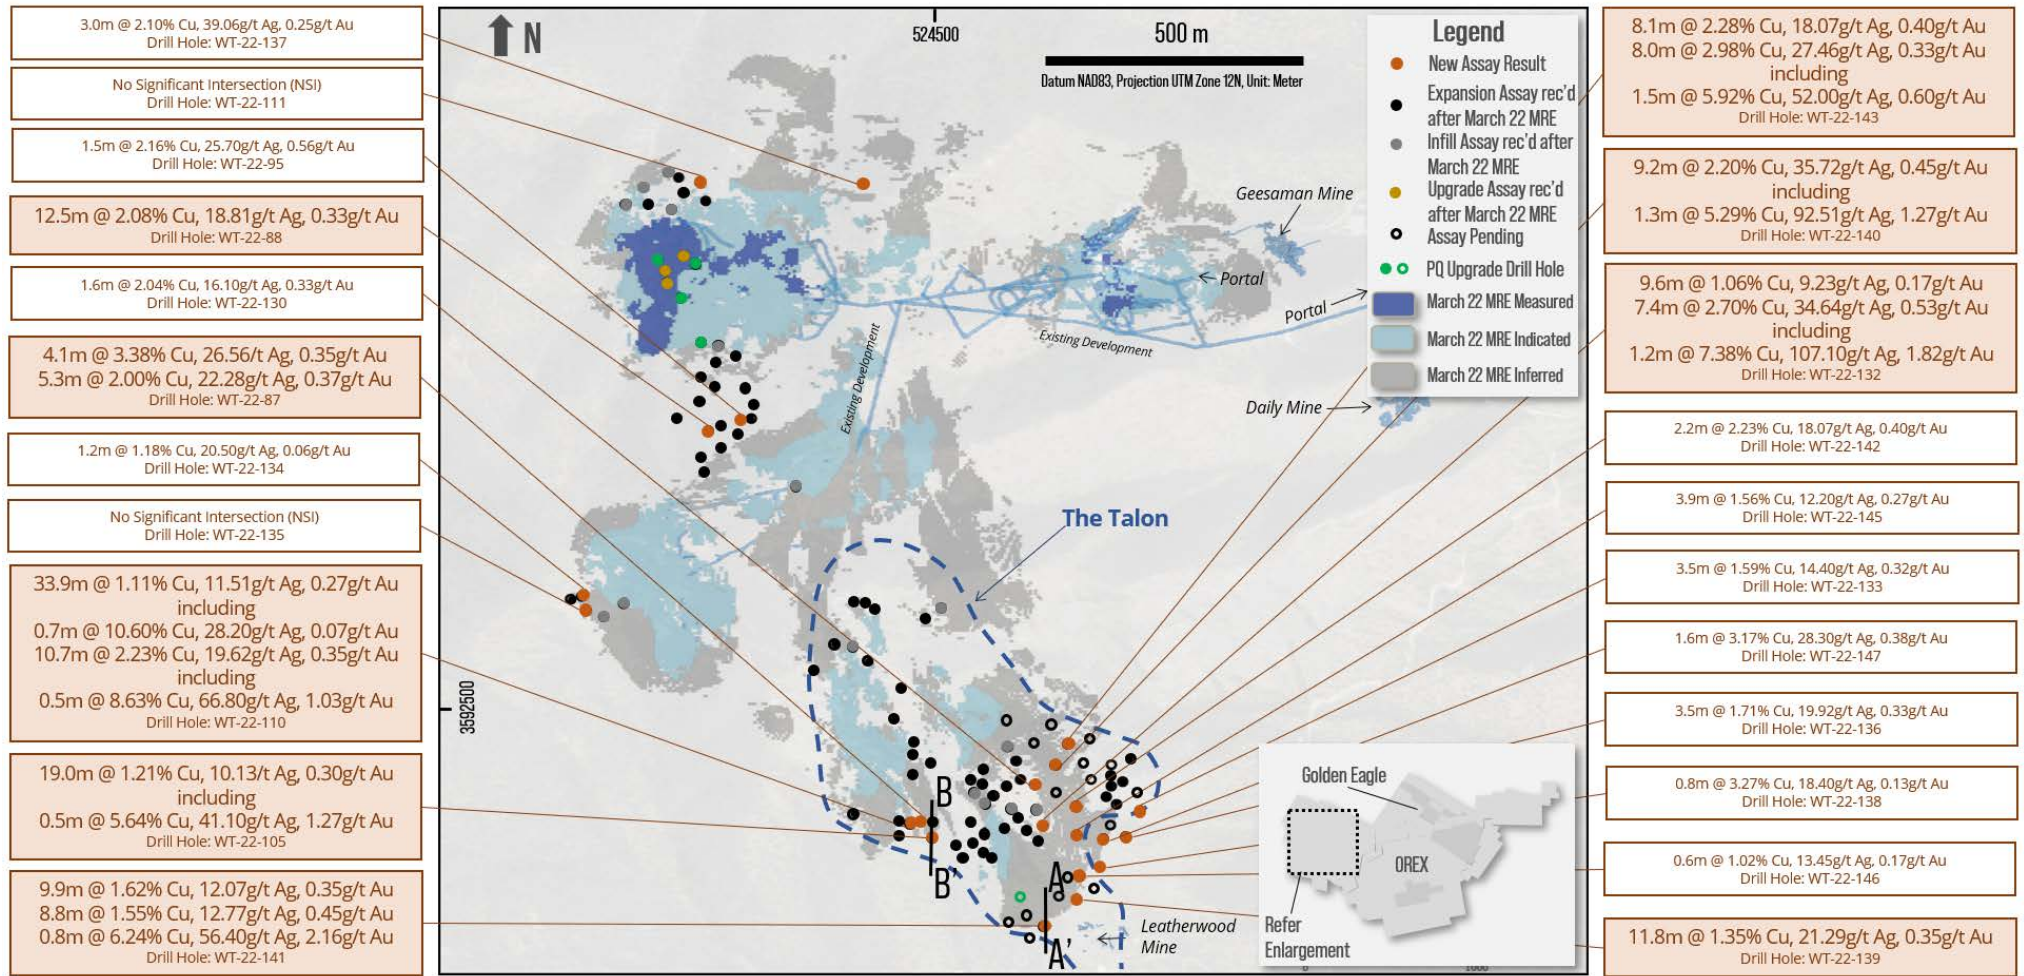 3.0m @ 2.10% Cu, 39.06g/t Ag, 0.25g/t Au
Drill Hole: WT-22-137
No Significant Intersection (NSI)
Drill Hole: WT-22-111
1.5m @ 2.16% Cu, 25.70g/t Ag, 0.56g/t Au
Drill Hole: WT-22-95
12.5m @ 2.08% Cu, 18.81g/t Ag, 0.33g/t Au
Drill Hole: WT-22-88
1.6m @ 2.04% Cu, 16.10g/t Ag, 0.33g/t Au
Drill Hole: WT-22-130
4.1m @ 3.38% Cu, 26.56/t Ag, 0.35g/t Au
5.3m @ 2.00% Cu, 22.28g/t Ag, 0.37g/t Au
Drill Hole: WT-22-87
1.2m @ 1.18% Cu, 20.50g/t Ag, 0.06g/t Au
Drill Hole: WT-22-134
No Significant Intersection (NSI)
Drill Hole: WT-22-135
33.9m @ 1.11% Cu, 11.51g/t Ag, 0.27g/t Au
including
0.7m @ 10.60% Cu, 28.20g/t Ag, 0.07g/t Au
10.7m @ 2.23% Cu, 19.62g/t Ag, 0.35g/t Au
including
0.5m @ 8.63% Cu, 66.80g/t Ag, 1.03g/t Au
Drill Hole: WT-22-110
19.0m @ 1.21% Cu, 10.13/t Ag, 0.30g/t Au
including
0.5m @ 5.64% Cu, 41.10g/t Ag, 1.27g/t Au
Drill Hole: WT-22-105
9.9m @ 1.62% Cu, 12.07g/t Ag, 0.35g/t Au
8.8m @ 1.55% Cu, 12.77g/t Ag, 0.45g/t Au
0.8m @ 6.24% Cu, 56.40g/t Ag, 2.16g/t Au
Drill Hole: WT-22-141
N
524500
500 m
Datum NAD83, Projection UTM Zone 12N, Unit: Meter
Geesaman Mine
Portal
Portal
Existing Development
Existing Development
Daily Mine
The Talon
3592500
B
B'
A
A'
Leatherwood
Mine
Legend
New Assay Result
Expansion Assay rec'd
after March 22 MRE
Infill Assay rec'd after
March 22 MRE
Upgrade Assay rec'd
after March 22 MRE
Assay Pending
PQ Upgrade Drill Hole
March 22 MRE Measured
March 22 MRE Indicated
March 22 MRE Inferred
Golden Eagle
OREX
Refer
Enlargement
8.1m @ 2.28% Cu, 18.07g/t Ag, 0.40g/t Au
8.0m @ 2.98% Cu, 27.46g/t Ag, 0.33g/t Au
including
1.5m @ 5.92% Cu, 52.00g/t Ag, 0.60g/t Au
Drill Hole: WT-22-143
9.2m @ 2.20% Cu, 35.72g/t Ag, 0.45g/t Au
including
1.3m @ 5.29% Cu, 92.51g/t Ag, 1.27g/t Au
Drill Hole: WT-22-140
9.6m @ 1.06% Cu, 9.23g/t Ag, 0.17g/t Au
7.4m @ 2.70% Cu, 34.64g/t Ag, 0.53g/t Au
including
1.2m @ 7.38% Cu, 107.10g/t Ag, 1.82g/t Au
Drill Hole: WT-22-132
2.2m @ 2.23% Cu, 18.07g/t Ag, 0.40g/t Au
Drill Hole: WT-22-142
3.9m @ 1.56% Cu, 12.20g/t Ag, 0.27g/t Au
Drill Hole: WT-22-145
3.5m @ 1.59% Cu, 14.40g/t Ag, 0.32g/t Au
Drill Hole: WT-22-133
1.6m @ 3.17% Cu, 28.30g/t Ag, 0.38g/t Au
Drill Hole: WT-22-147
3.5m @ 1.71% Cu, 19.92g/t Ag, 0.33g/t Au
Drill Hole: WT-22-136
0.8m @ 3.27% Cu, 18.40g/t Ag, 0.13g/t Au
Drill Hole: WT-22-138
0.6m @ 1.02% Cu, 13.45g/t Ag, 0.17g/t Au
Drill Hole: WT-22-146
11.8m @ 1.35% Cu, 21.29g/t Ag, 0.35g/t Au
Drill Hole: WT-22-139